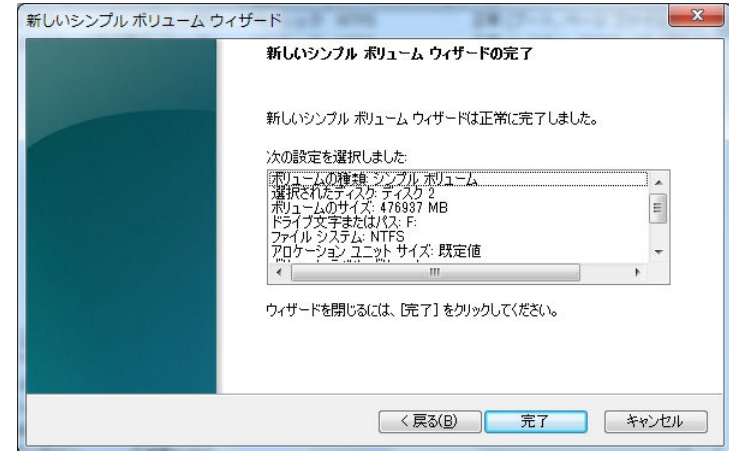 新しいシンプル ボリューム ウィザード
新しいシンプル ボリューム ウィザードの完了
新しいシンプル ボリューム ウィザードは正常に完了しました。
次の設定を選択しました:
ボリュームの種類: シンプル ボリューム
選択されたディスク: ディスク 2
ボリュームのサイズ: 476937 MB
ドライブ文字またはパス: F:
ファイル システム: NTFS
アロケーション ユニット サイズ: 既定値
ウィザードを閉じるには、[完了] をクリックしてください。
< 戻る(B) 完了 キャンセル